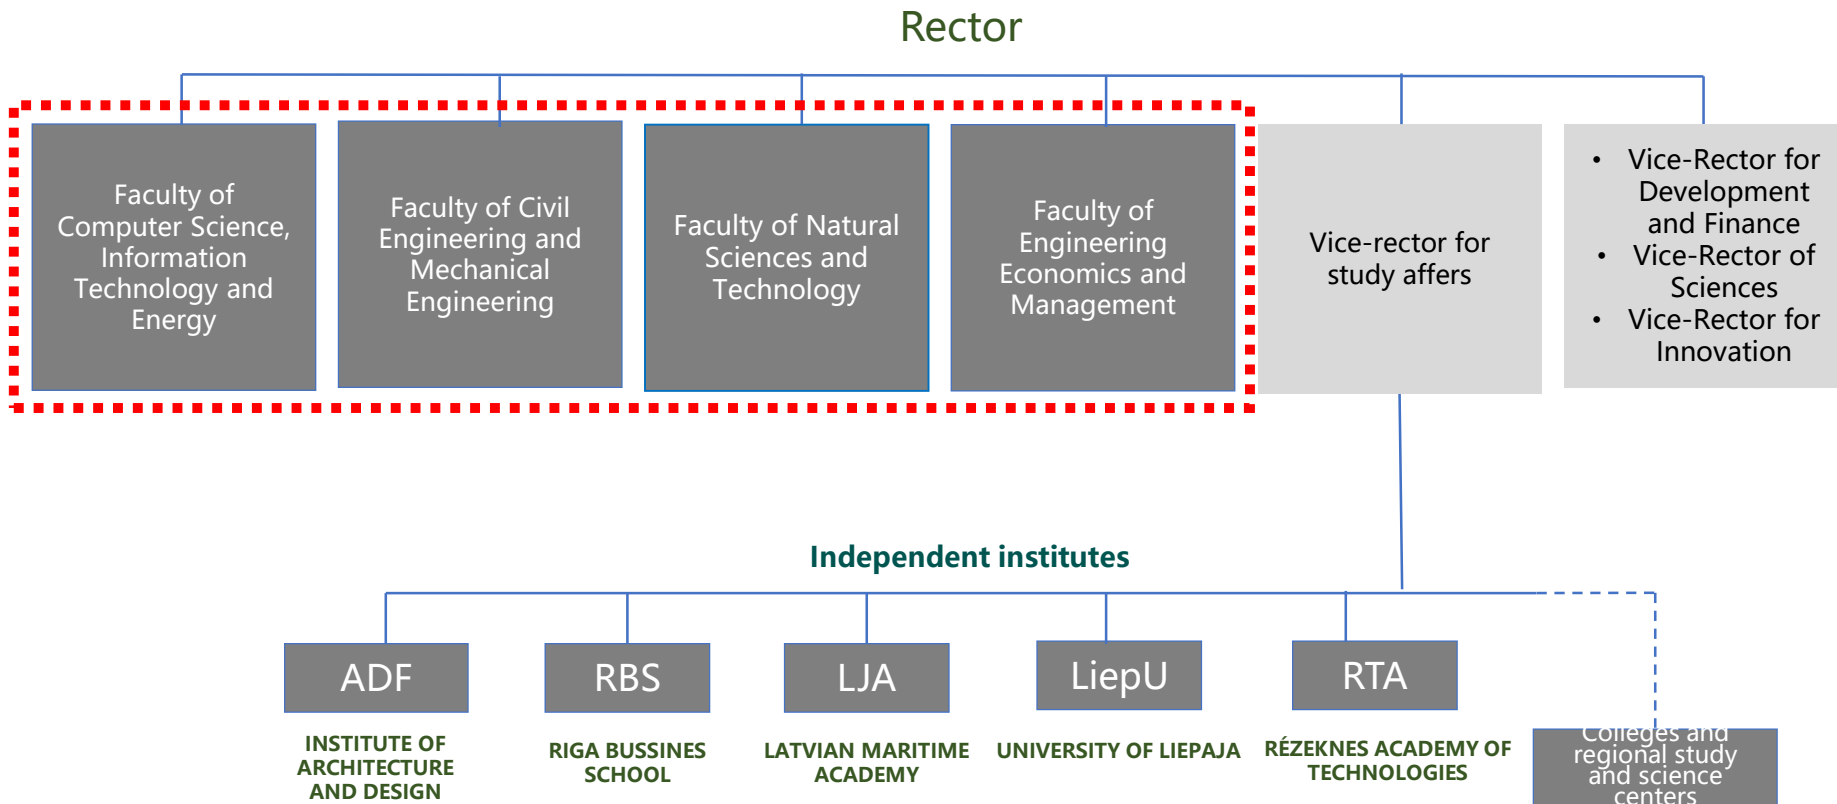 Rector
Faculty of
Computer Science,
Information
Technology and
Energy
Faculty of Civil
Engineering and
Mechanical
Engineering
Faculty of Natural
Sciences and
Technology
Faculty of
Engineering
Economics and
Management
Vice-rector for
study affers
• Vice-Rector for
Development
and Finance
• Vice-Rector of
Sciences
• Vice-Rector for
Innovation
Independent institutes
ADF
RBS
LJA
LiepU
RTA
INSTITUTE OF
ARCHITECTURE
AND DESIGN
RIGA BUSSINES
SCHOOL
LATVIAN MARITIME
ACADEMY
UNIVERSITY OF LIEPAJA
RÉZEKNES ACADEMY OF
TECHNOLOGIES
Colleges and
regional study
and science
centers